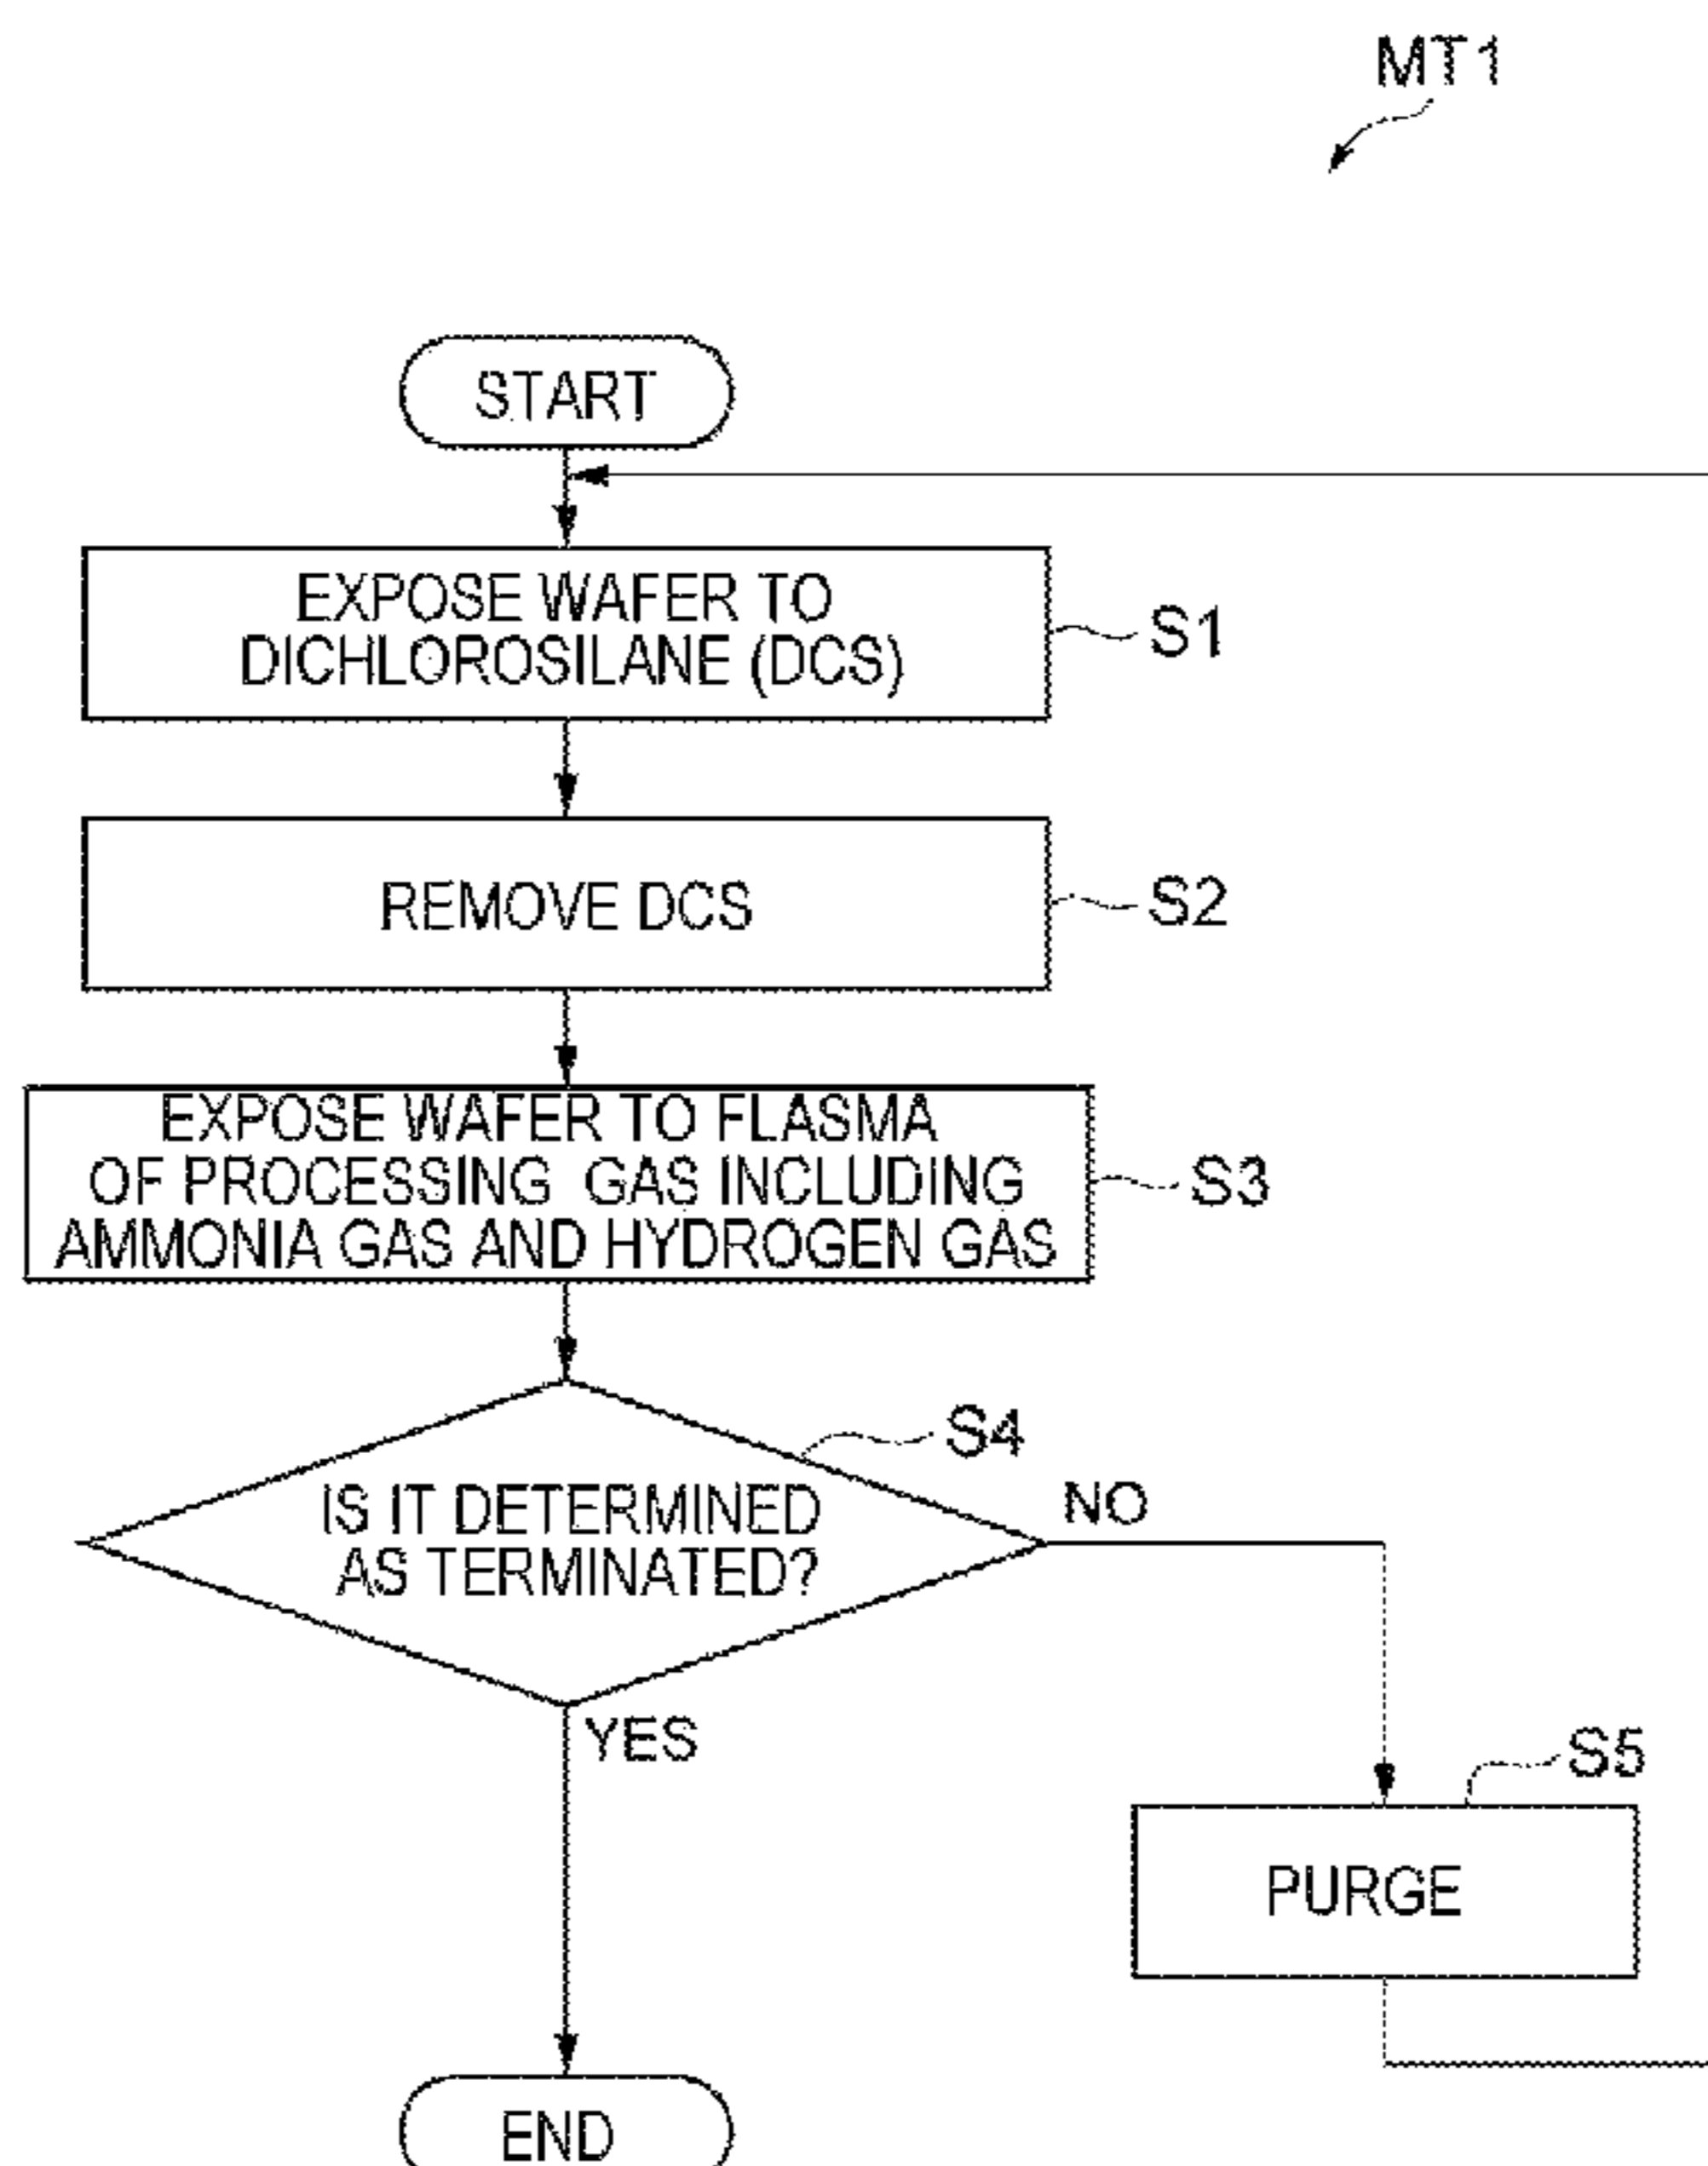 MT1
START
EXPOSE WAFER TO
DICHLOROSILANE (DCS)
S1
REMOVE DCS
S2
EXPOSE WAFER TO FLASMA
OF PROCESSING GAS INCLUDING
AMMONIA GAS AND HYDROGEN GAS
S3
S4
IS IT DETERMINED
AS TERMINATED?
NO
YES
S5
PURGE
END